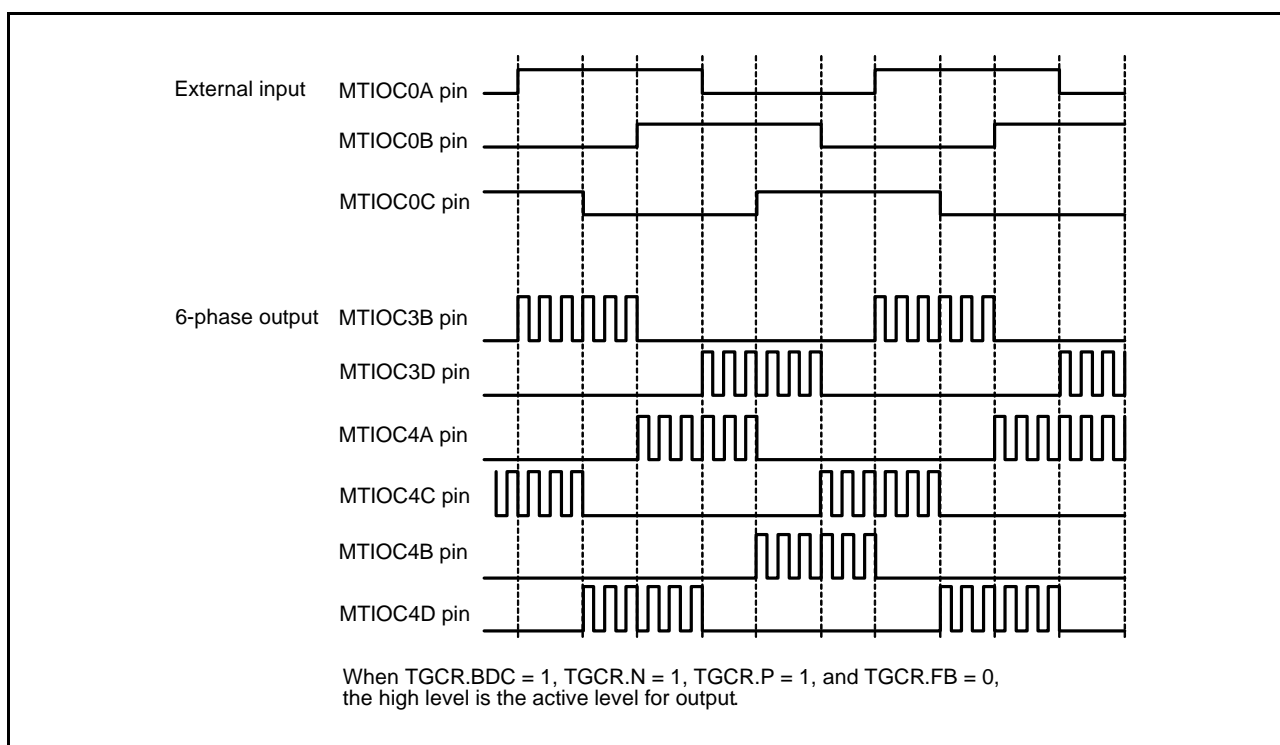 External input MTIOC0A pin
MTIOC0B pin
MTIOC0C pin
6-phase output MTIOC3B pin
MTIOC3D pin
MTIOC4A pin
MTIOC4C pin
MTIOC4B pin
MTIOC4D pin
When TGCR.BDC = 1, TGCR.N = 1, TGCR.P = 1, and TGCR.FB = 0,
the high level is the active level for output.